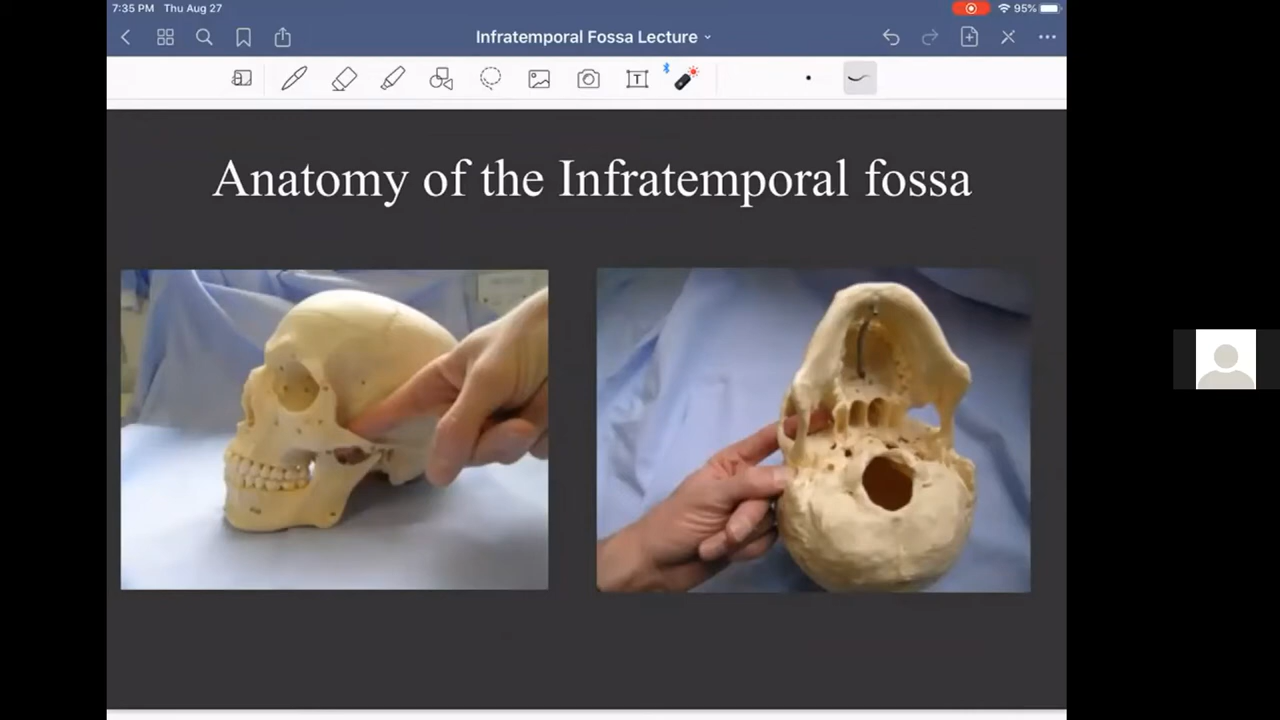 7:35 PM Thu Aug 27
95%
Infratemporal Fossa Lecture
T
Anatomy of the Infratemporal fossa